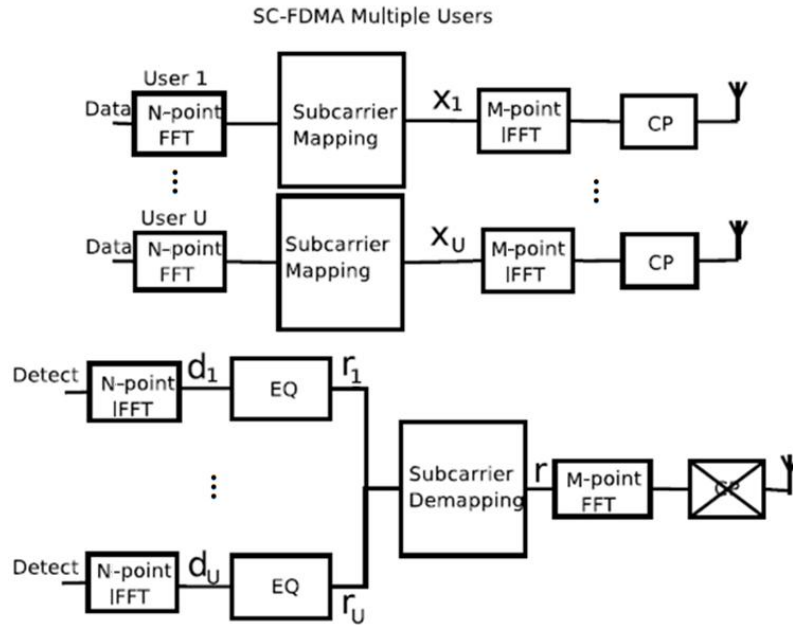 SC-FDMA Multiple Users
User 1
Data
N-point
FFT
Subcarrier
Mapping
X1
M-point
IFFT
CP
User U
Data
N-point
FFT
Subcarrier
Mapping
XU
M-point
IFFT
CP
Detect
N-point
IFFT
d1
EQ
r1
Subcarrier
Demapping
r
M-point
FFT
CP
Detect
N-point
IFFT
dU
EQ
rU